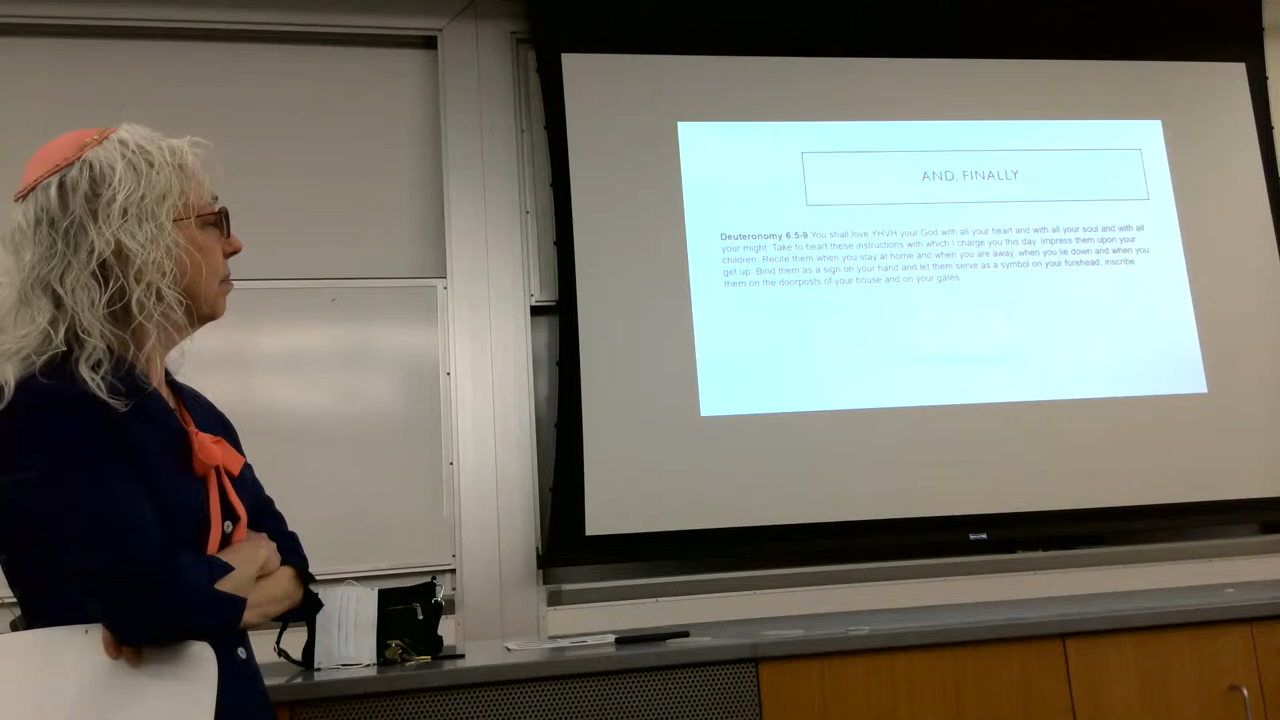 AND, FINALLY...
Deuteronomy 6:5-9 You shall love YHVH your God with all your heart and with all your soul and with all
your might. Take to heart these instructions with which I charge you this day. Impress them upon your
children. Recite them when you stay at home and when you are away, when you lie down and when you
get up. Bind them as a sign on your hand and let them serve as a symbol on your forehead, inscribe
them on the doorposts of your house and on your gates.